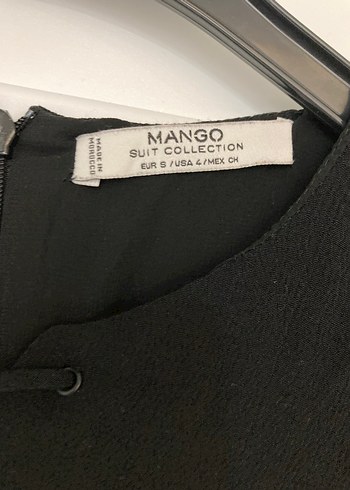 MANGO
SUIT COLLECTION
EUR S / USA 4 / MEX CH
MADE IN
MOROCCO